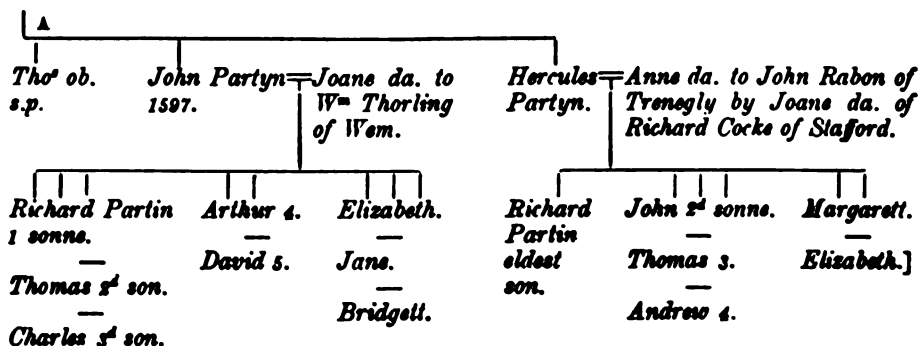 A
Thoˢ ob.
s.p.
John Partyn
1597.
Joane da. to
Wᵐ Thorling
of Wem.
Hercules
Partyn.
Anne da. to John Rabon of
Trenegly by Joane da. of
Richard Cocke of Stafford.
Richard Partin
1 sonne.
Thomas 2ᵈ son.
Charles 3ᵈ son.
Arthur 4.
David 5.
Elizabeth.
Jane.
Bridgett.
Richard
Partin
eldest
son.
John 2ᵈ sonne.
Thomas 3.
Andrew 4.
Margarett.
Elizabeth.]